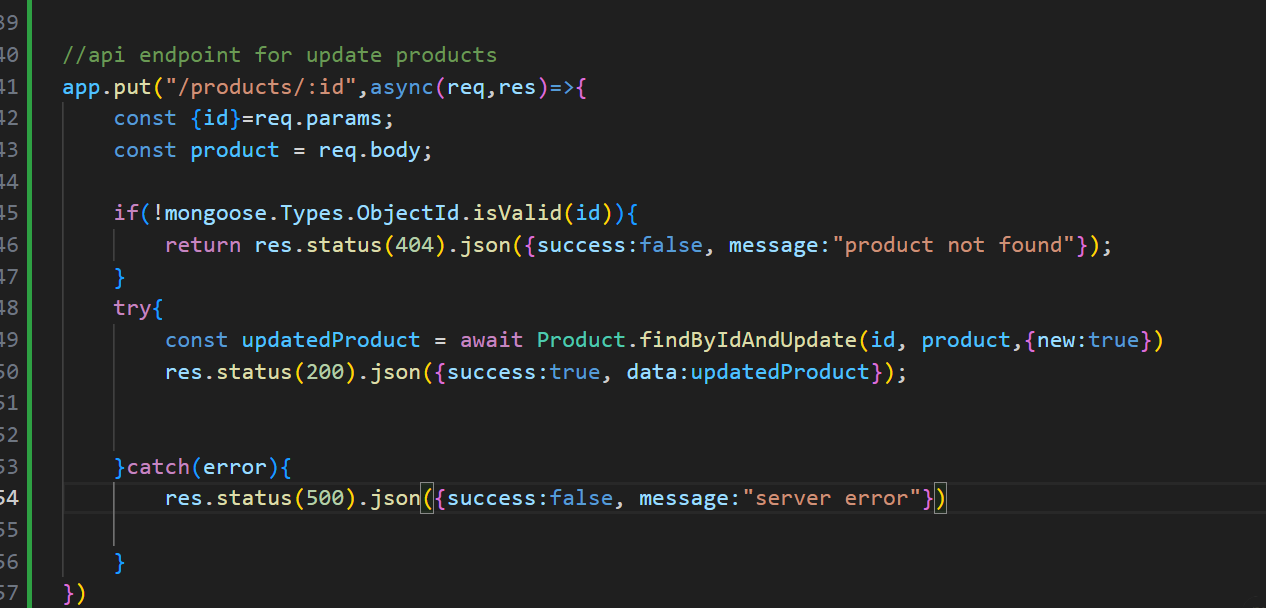 39
40 //api endpoint for update products
41 app.put("/products/:id",async(req,res)=>{
42 const {id}=req.params;
43 const product = req.body;
44
45 if(!mongoose.Types.ObjectId.isValid(id)){
46 return res.status(404).json({success:false, message:"product not found"});
47 }
48 try{
49 const updatedProduct = await Product.findByIdAndUpdate(id, product,{new:true})
50 res.status(200).json({success:true, data:updatedProduct});
51
52
53 }catch(error){
54 res.status(500).json({success:false, message:"server error"})
55
56 }
57 })